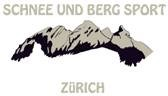 SCHNEE UND BERG SPORT
ZüRICH